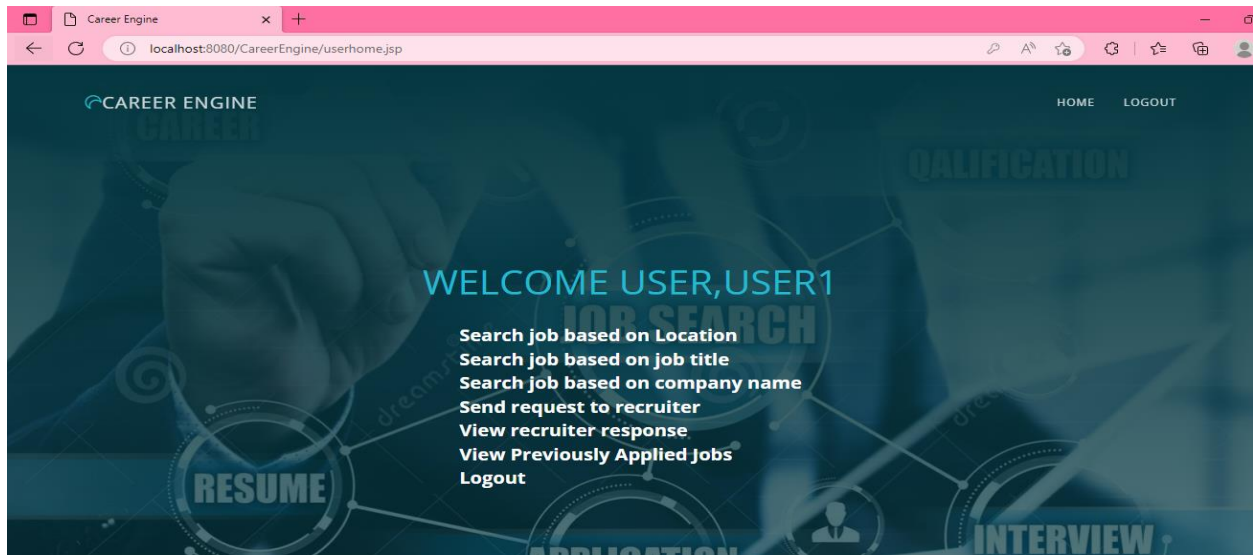 Career Engine
localhost:8080/CareerEngine/userhome.jsp
CAREER ENGINE
HOME LOGOUT
CAREER
QALIFICATION
WELCOME USER,USER1
JOB SEARCH
Search job based on Location
Search job based on job title
Search job based on company name
Send request to recruiter
View recruiter response
View Previously Applied Jobs
Logout
RESUME
APPLICATION
INTERVIEW